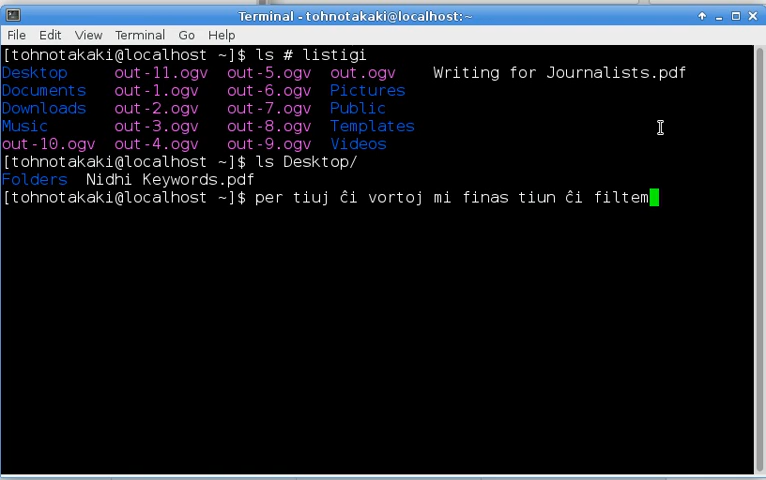 Terminal - tohnotakaki@localhost:~
File Edit View Terminal Go Help
[tohnotakaki@localhost ~]$ ls # listigi
Desktop out-11.ogv out-5.ogv out.ogv Writing for Journalists.pdf
Documents out-1.ogv out-6.ogv Pictures
Downloads out-2.ogv out-7.ogv Public
Music out-3.ogv out-8.ogv Templates
out-10.ogv out-4.ogv out-9.ogv Videos
[tohnotakaki@localhost ~]$ ls Desktop/
Folders Nidhi Keywords.pdf
[tohnotakaki@localhost ~]$ per tiuj ĉi vortoj mi finas tiun ĉi filtem